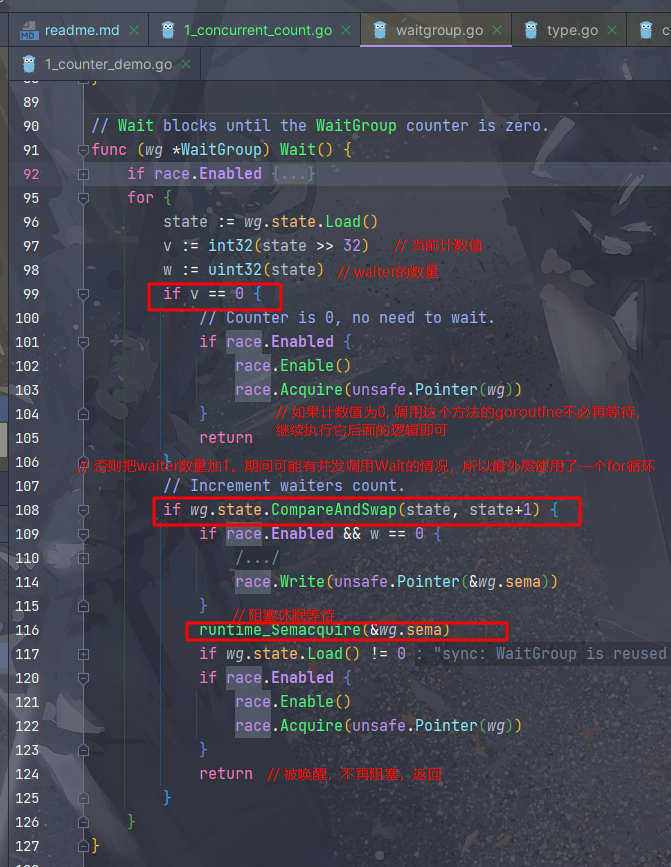 readme.md 1_concurrent_count.go waitgroup.go type.go
1_counter_demo.go
89
90 // Wait blocks until the WaitGroup counter is zero.
91 func (wg *WaitGroup) Wait() {
92 if race.Enabled {...}
95 for {
96 state := wg.state.Load()
97 v := int32(state >> 32) // 当前计数值
98 w := uint32(state) // waiter的数量
99 if v == 0 {
100 // Counter is 0, no need to wait.
101 if race.Enabled {
102 race.Enable()
103 race.Acquire(unsafe.Pointer(wg))
104 } // 如果计数值为0, 调用这个方法的goroutine不必再等待,
105 return 继续执行它后面的逻辑即可
106 }
// 否则把waiter数量加1。期间可能有并发调用Wait的情况，所以最外层使用了一个for循环
107 // Increment waiters count.
108 if wg.state.CompareAndSwap(state, state+1) {
109 if race.Enabled && w == 0 {
110 /.../
114 race.Write(unsafe.Pointer(&wg.sema))
115 }
// 阻塞休眠等待
116 runtime_Semacquire(&wg.sema)
117 if wg.state.Load() != 0 : "sync: WaitGroup is reused
120 if race.Enabled {
121 race.Enable()
122 race.Acquire(unsafe.Pointer(wg))
123 }
124 return // 被唤醒，不再阻塞，返回
125 }
126 }
127 }